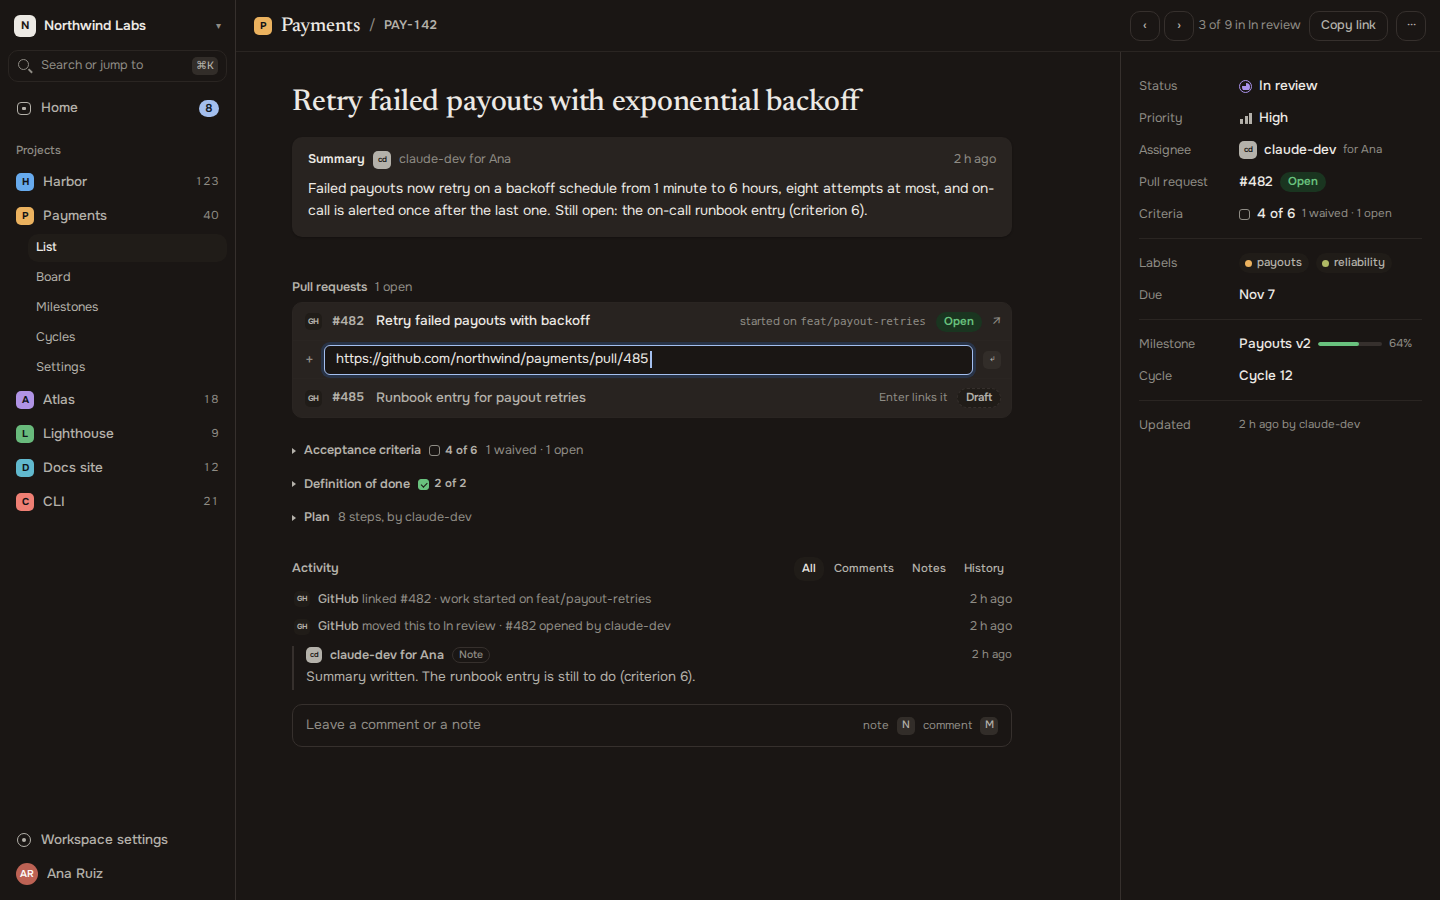 N Northwind Labs
Search or jump to ⌘K
Home 8
Projects
H Harbor 123
P Payments 40
List
Board
Milestones
Cycles
Settings
A Atlas 18
L Lighthouse 9
D Docs site 12
C CLI 21
Workspace settings
AR Ana Ruiz
P Payments / PAY-142
‹ › 3 of 9 in In review Copy link ···
Retry failed payouts with exponential backoff
Summary cd claude-dev for Ana 2 h ago
Failed payouts now retry on a backoff schedule from 1 minute to 6 hours, eight attempts at most, and on-
call is alerted once after the last one. Still open: the on-call runbook entry (criterion 6).
Pull requests 1 open
GH #482 Retry failed payouts with backoff started on feat/payout-retries Open ↗
+ https://github.com/northwind/payments/pull/485 ↲
GH #485 Runbook entry for payout retries Enter links it Draft
Acceptance criteria 4 of 6 1 waived · 1 open
Definition of done 2 of 2
Plan 8 steps, by claude-dev
Activity All Comments Notes History
GH GitHub linked #482 · work started on feat/payout-retries 2 h ago
GH GitHub moved this to In review · #482 opened by claude-dev 2 h ago
cd claude-dev for Ana Note 2 h ago
Summary written. The runbook entry is still to do (criterion 6).
Leave a comment or a note note N comment M
Status In review
Priority High
Assignee cd claude-dev for Ana
Pull request #482 Open
Criteria 4 of 6 1 waived · 1 open
Labels payouts reliability
Due Nov 7
Milestone Payouts v2 64%
Cycle Cycle 12
Updated 2 h ago by claude-dev